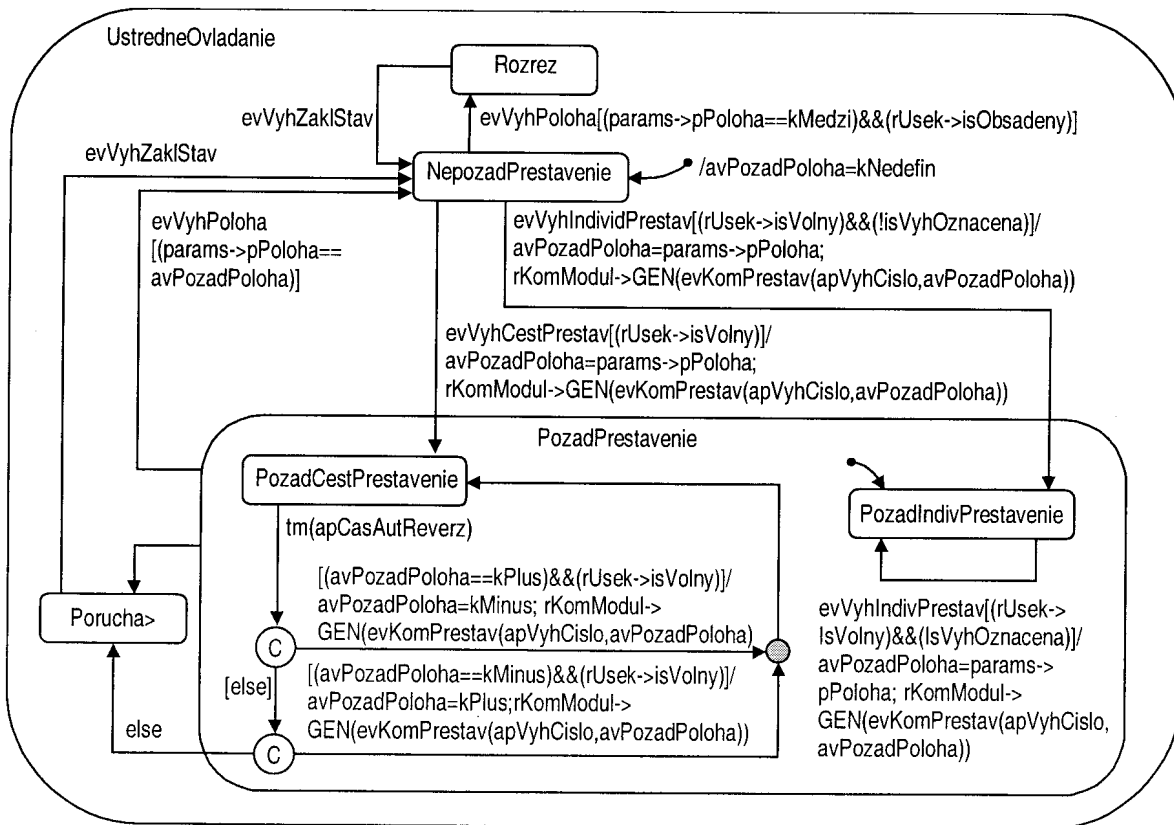 UstredneOvladanie
Rozrez
evVyhZaklStav
evVyhPoloha[(params->pPoloha==kMedzi)&&(rUsek->isObsadeny)]
evVyhZaklStav
NepozadPrestavenie
/avPozadPoloha=kNedefin
evVyhPoloha
[(params->pPoloha==
avPozadPoloha)]
evVyhIndividPrestav[(rUsek->isVolny)&&(!isVyhOznacena)]/
avPozadPoloha=params->pPoloha;
rKomModul->GEN(evKomPrestav(apVyhCislo,avPozadPoloha))
evVyhCestPrestav[(rUsek->isVolny)]/
avPozadPoloha=params->pPoloha;
rKomModul->GEN(evKomPrestav(apVyhCislo,avPozadPoloha))
PozadPrestavenie
PozadCestPrestavenie
PozadIndivPrestavenie
tm(apCasAutReverz)
[(avPozadPoloha==kPlus)&&(rUsek->isVolny)]/
avPozadPoloha=kMinus; rKomModul->
GEN(evKomPrestav(apVyhCislo,avPozadPoloha)
Porucha>
C
[else]
[(avPozadPoloha==kMinus)&&(rUsek->isVolny)]/
avPozadPoloha=kPlus;rKomModul->
GEN(evKomPrestav(apVyhCislo,avPozadPoloha))
else
C
evVyhIndivPrestav[(rUsek->
IsVolny)&&(IsVyhOznacena)]/
avPozadPoloha=params->
pPoloha; rKomModul->
GEN(evKomPrestav(apVyhCislo,
avPozadPoloha))